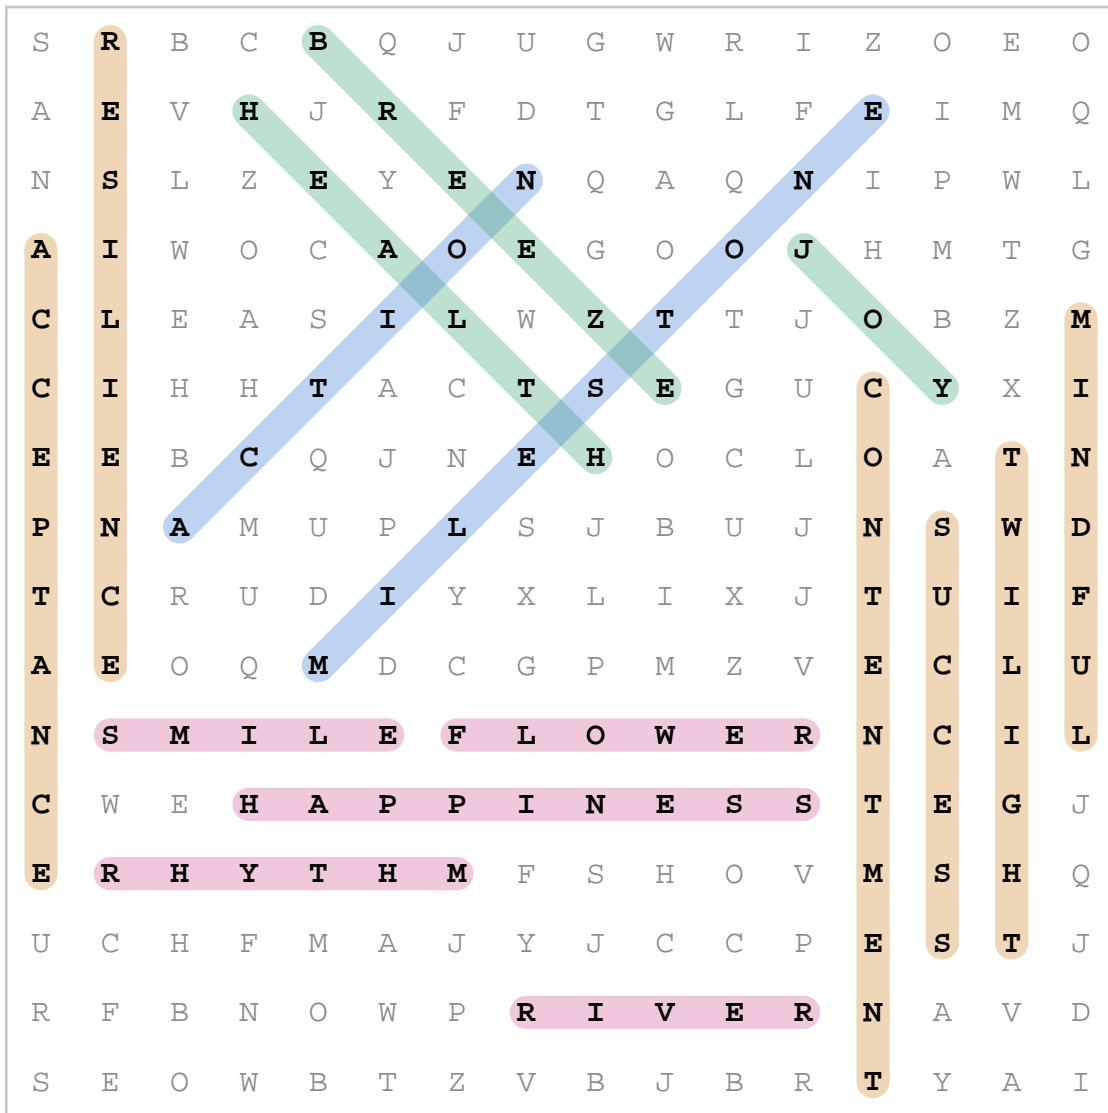 S R B C B Q J U G W R I Z O E O
A E V H J R F D T G L F E I M Q
N S L Z E Y E N Q A Q N I P W L
A I W O C A O E G O O J H M T G
C L E A S I L W Z T T J O B Z M
C I H H T A C T S E G U C Y X I
E E B C Q J N E H O C L O A T N
P N A M U P L S J B U J N S W D
T C R U D I Y X L I X J T U I F
A E O Q M D C G P M Z V E C L U
N S M I L E F L O W E R N C I L
C W E H A P P I N E S S T E G J
E R H Y T H M F S H O V M S H Q
U C H F M A J Y J C C P E S T J
R F B N O W P R I V E R N A V D
S E O W B T Z V B J B R T Y A I